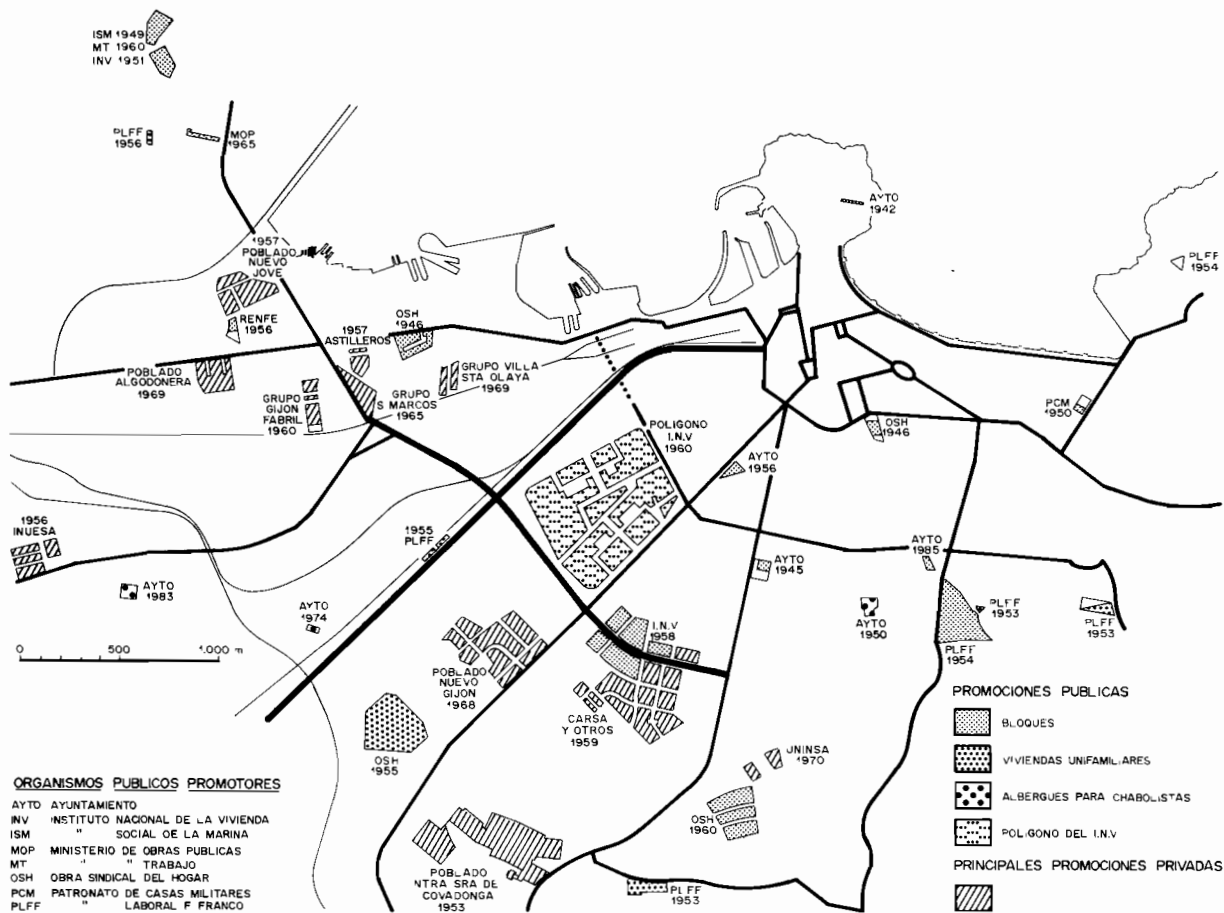 ISM 1949
MT 1960
INV 1951
PLFF
1956
MOP
1965
AYTO
1942
PLFF
1954
1957
POBLADO
NUEVO
JOVE
RENFE
1956
OSH
1946
1957
ASTILLEROS
POBLADO
ALGODONERA
1969
GRUPO
GIJON
FABRIL
1960
GRUPO
S MARCOS
1965
GRUPO VILLA
STA OLAYA
1969
PCM
1950
OSH
1946
POLIGONO
I.N.V
1960
AYTO
1956
1956
INUESA
1955
PLFF
AYTO
1945
AYTO
1985
AYTO
1983
AYTO
1974
AYTO
1950
PLFF
1953
PLFF
1953
PLFF
1954
0 500 1.000 m
I.N.V
1958
POBLADO
NUEVO
GIJON
1968
CARSA
Y OTROS
1959
OSH
1955
UNINSA
1970
OSH
1960
POBLADO
NTRA SRA DE
COVADONGA
1953
PLFF
1953
ORGANISMOS PUBLICOS PROMOTORES
AYTO AYUNTAMIENTO
INV INSTITUTO NACIONAL DE LA VIVIENDA
ISM " SOCIAL DE LA MARINA
MOP MINISTERIO DE OBRAS PUBLICAS
MT " " TRABAJO
OSH OBRA SINDICAL DEL HOGAR
PCM PATRONATO DE CASAS MILITARES
PLFF " LABORAL F FRANCO
PROMOCIONES PUBLICAS
BLOQUES
VIVIENDAS UNIFAMILIARES
ALBERGUES PARA CHABOLISTAS
POLIGONO DEL I.N.V
PRINCIPALES PROMOCIONES PRIVADAS